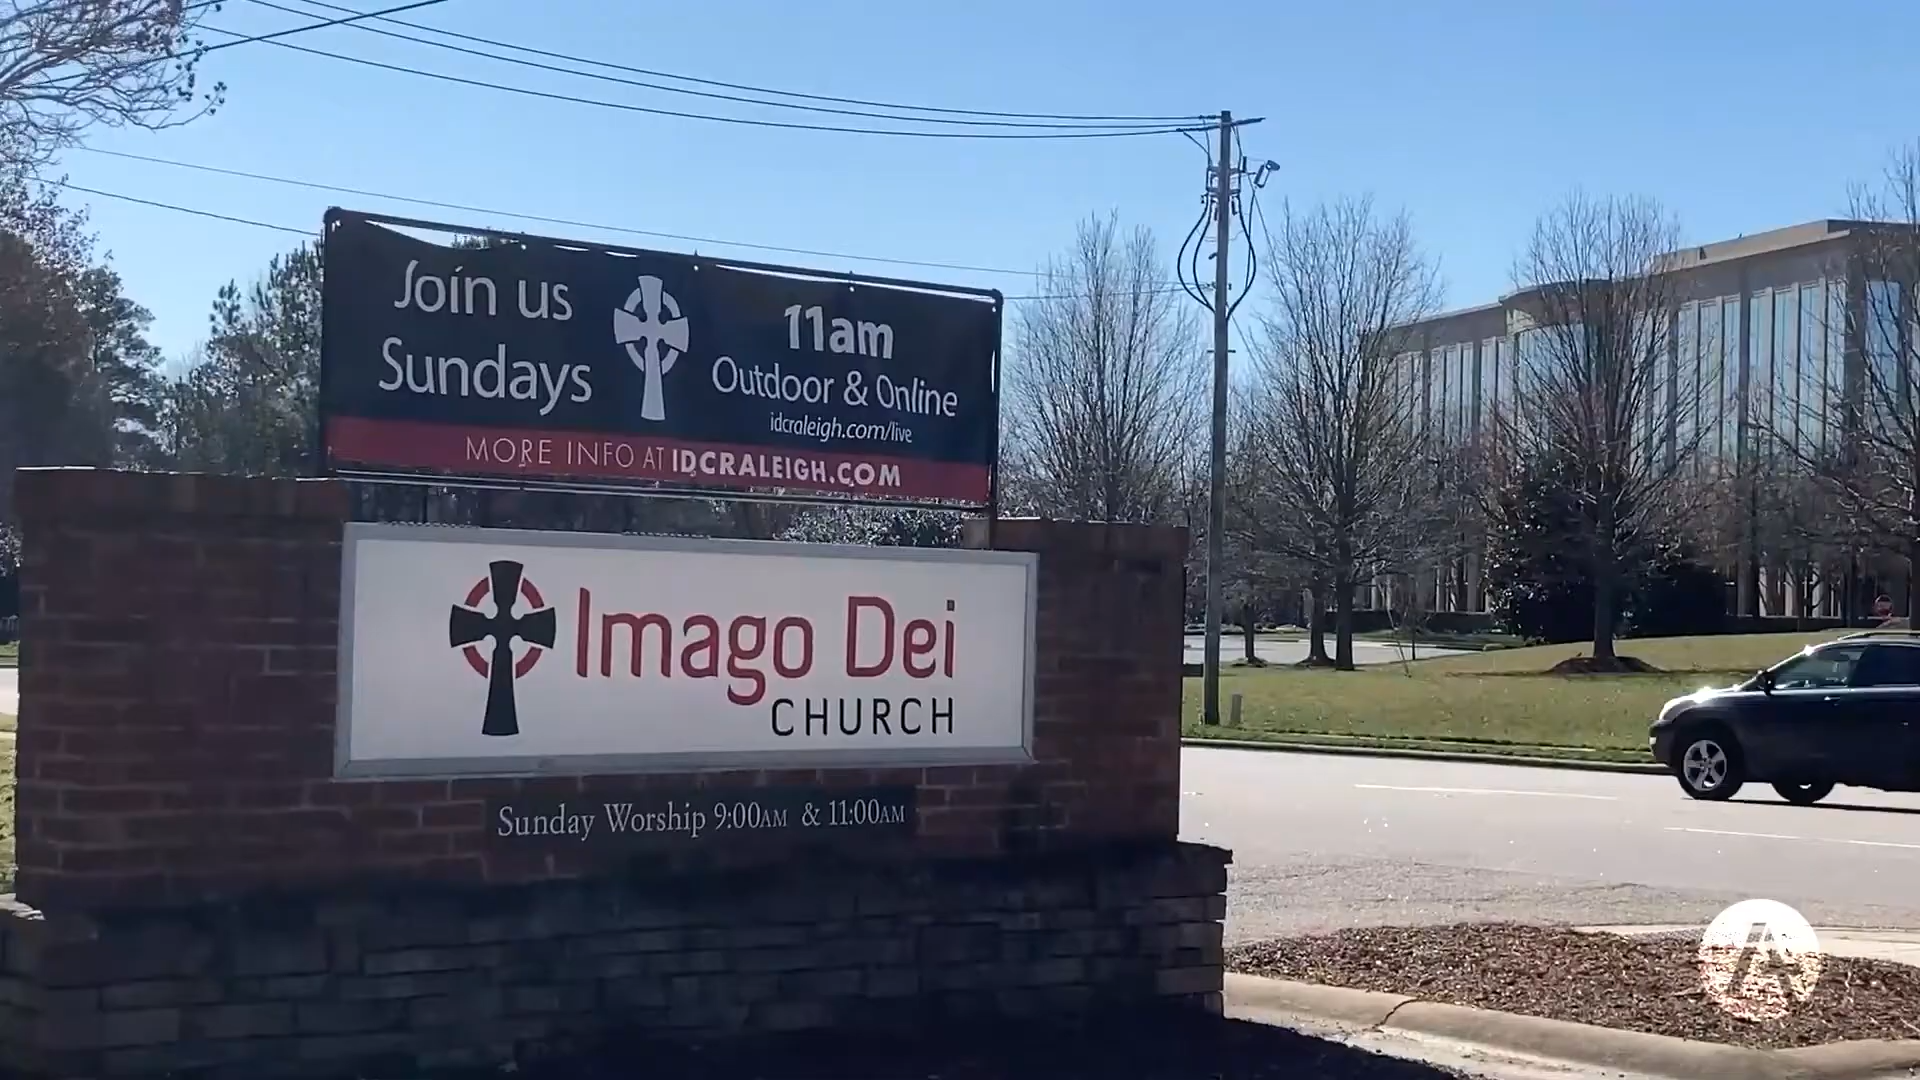 Join us
Sundays
11am
Outdoor & Online
idcraleigh.com/live
MORE INFO AT IDCRALEIGH.COM
Imago Dei
CHURCH
Sunday Worship 9:00AM & 11:00AM